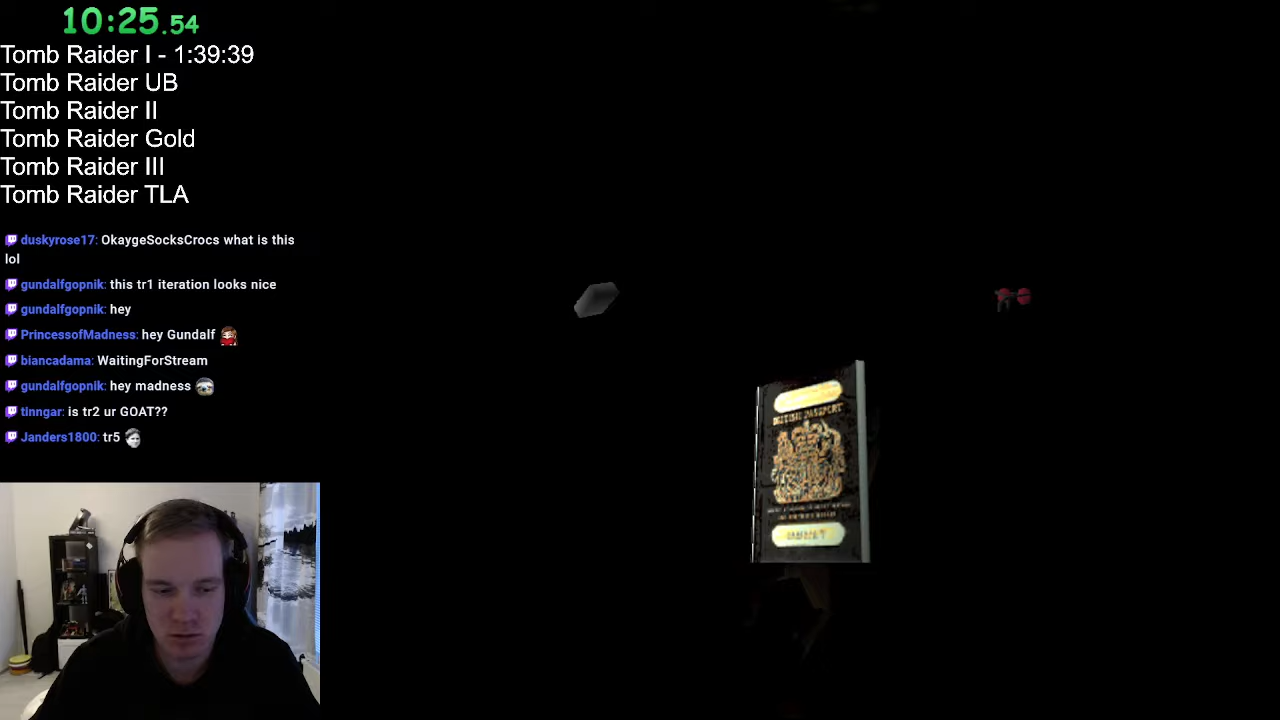 10:25.54
Tomb Raider I - 1:39:39
Tomb Raider UB
Tomb Raider II
Tomb Raider Gold
Tomb Raider III
Tomb Raider TLA
duskyrose17: OkaygeSocksCrocs what is this
lol
gundalfgopnik: this tr1 iteration looks nice
gundalfgopnik: hey
PrincessofMadness: hey Gundalf
biancadama: WaitingForStream
gundalfgopnik: hey madness
tinngar: is tr2 ur GOAT??
Janders1800: tr5
BRITISH PASSPORT